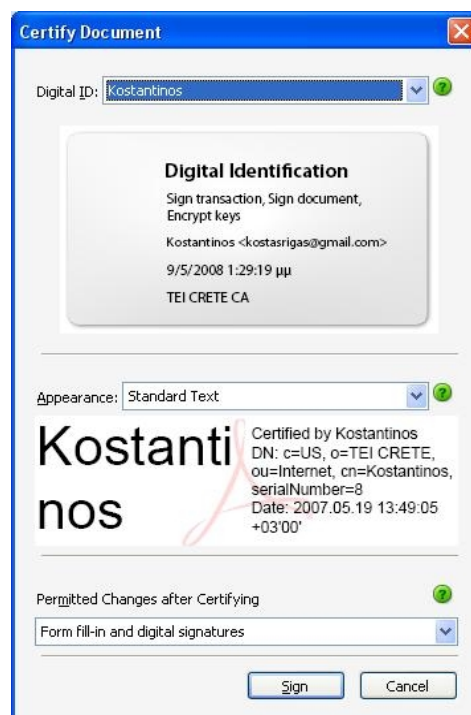 Certify Document
Digital ID: Kostantinos
Digital Identification
Sign transaction, Sign document,
Encrypt keys
Kostantinos <kostasrigas@gmail.com>
9/5/2008 1:29:19 μμ
TEI CRETE CA
Appearance: Standard Text
Kostanti
nos
Certified by Kostantinos
DN: c=US, o=TEI CRETE,
ou=Internet, cn=Kostantinos,
serialNumber=8
Date: 2007.05.19 13:49:05
+03'00'
Permitted Changes after Certifying
Form fill-in and digital signatures
Sign Cancel